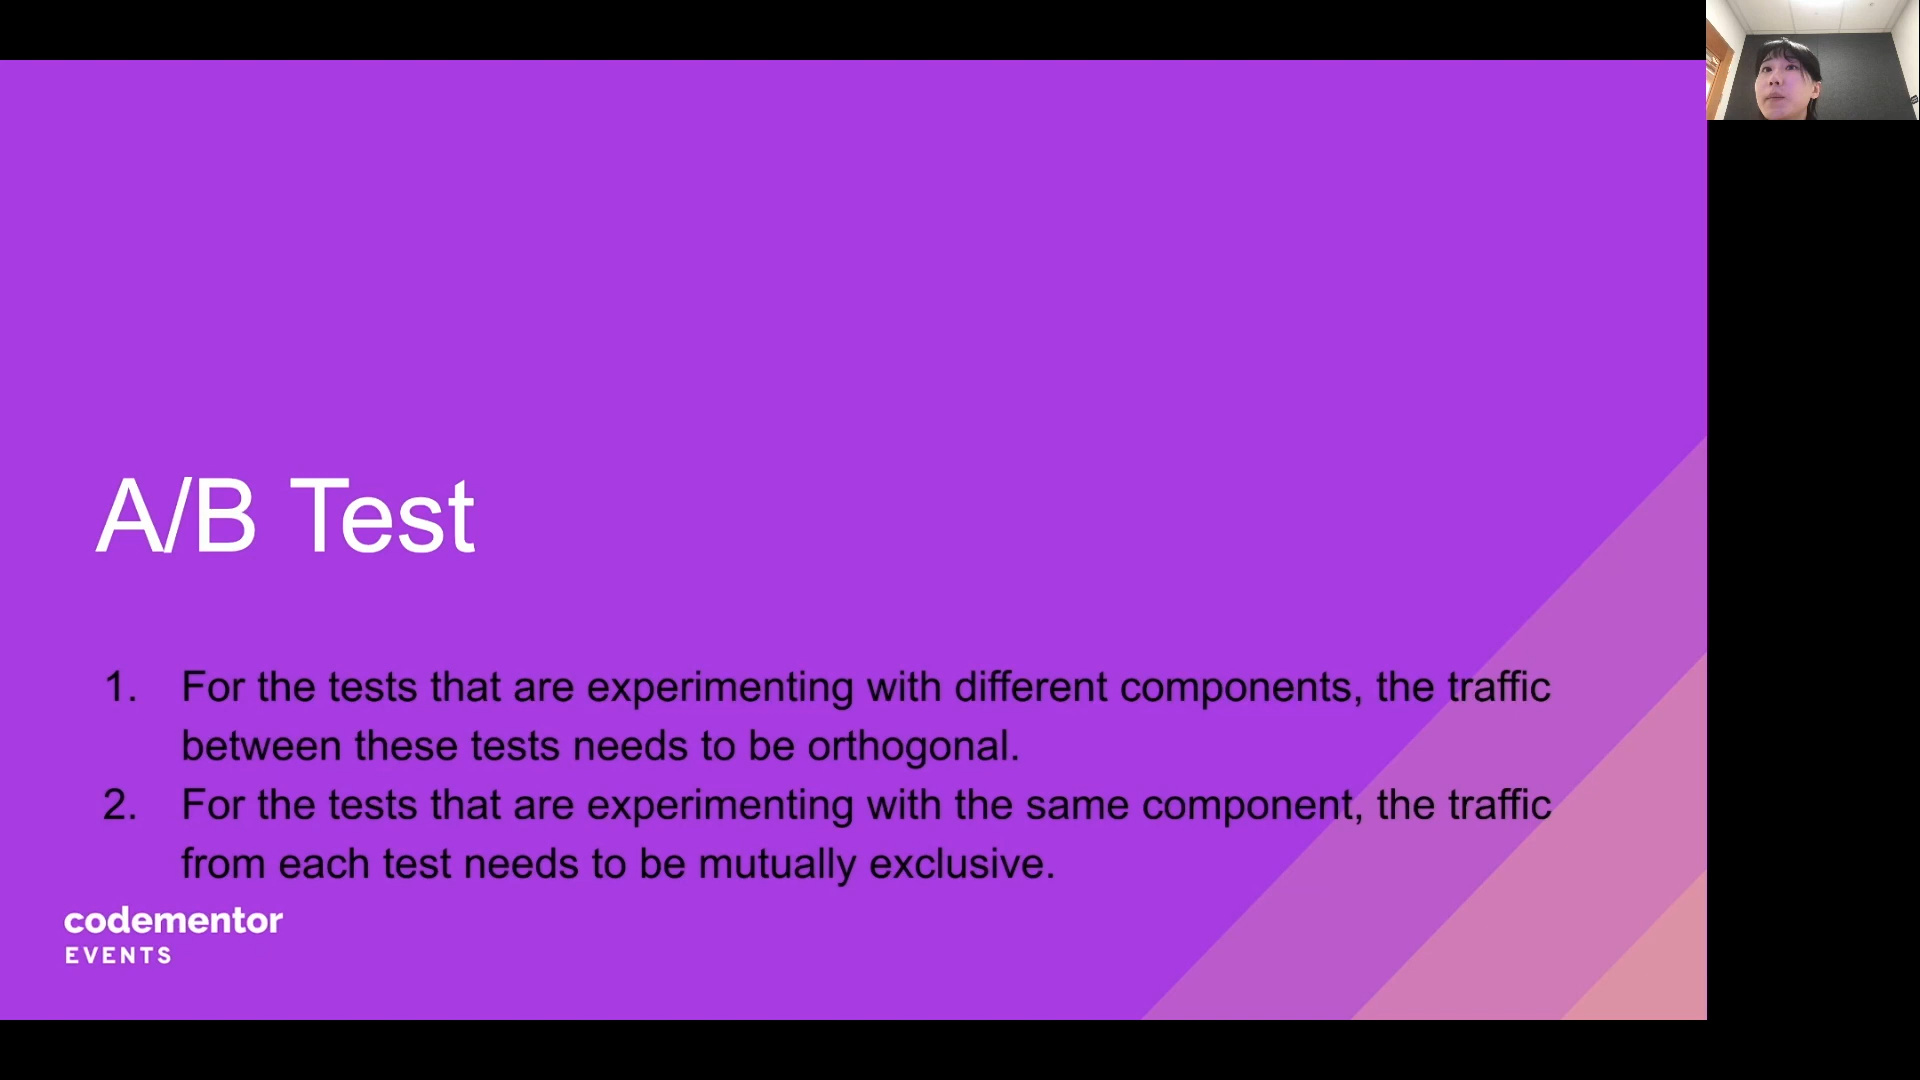 A/B Test
1. For the tests that are experimenting with different components, the traffic
between these tests needs to be orthogonal.
2. For the tests that are experimenting with the same component, the traffic
from each test needs to be mutually exclusive.
codementor
EVENTS